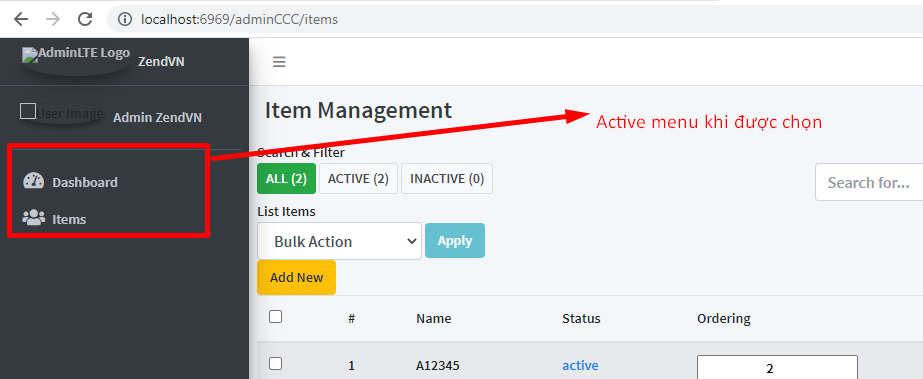 localhost:6969/adminCCC/items
AdminLTE Logo ZendVN
User Image Admin ZendVN
Item Management
Active menu khi được chọn
Dashboard
Items
Search & Filter
ALL (2) ACTIVE (2) INACTIVE (0)
Search for...
List Items
Bulk Action Apply
Add New
# Name Status Ordering
1 A12345 active 2